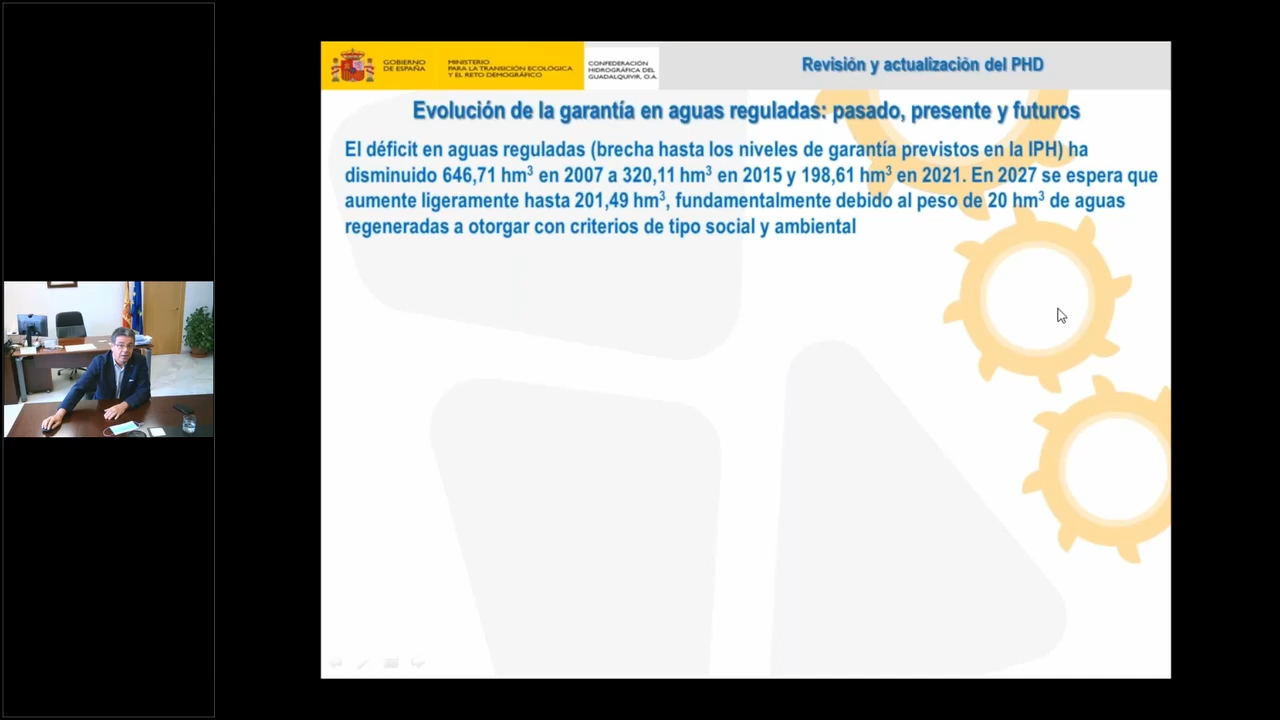 GOBIERNO
DE ESPAÑA
MINISTERIO
PARA LA TRANSICIÓN ECOLÓGICA
Y EL RETO DEMOGRÁFICO
CONFEDERACIÓN
HIDROGRÁFICA DEL
GUADALQUIVIR, O.A.
Revisión y actualización del PHD
Evolución de la garantía en aguas reguladas: pasado, presente y futuros
El déficit en aguas reguladas (brecha hasta los niveles de garantía previstos en la IPH) ha
disminuido 646,71 hm³ en 2007 a 320,11 hm³ en 2015 y 198,61 hm³ en 2021. En 2027 se espera que
aumente ligeramente hasta 201,49 hm³, fundamentalmente debido al peso de 20 hm³ de aguas
regeneradas a otorgar con criterios de tipo social y ambiental